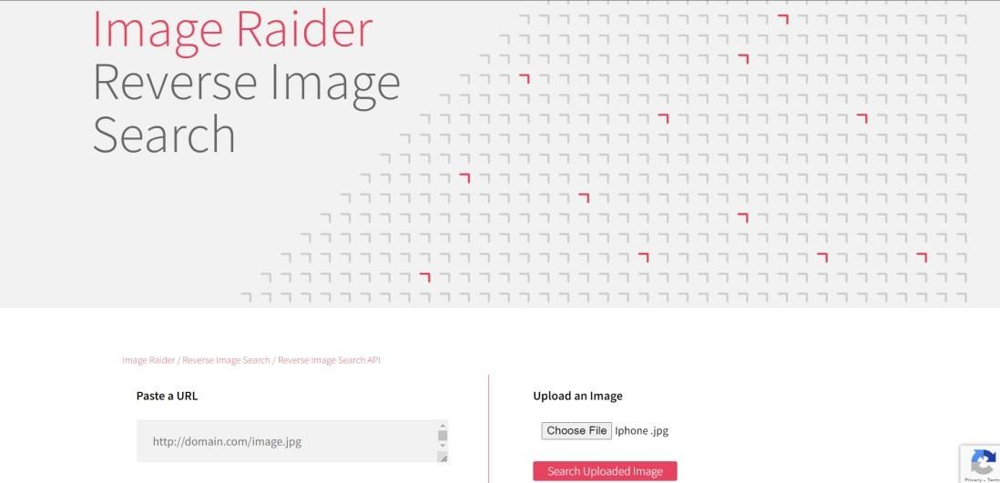 Image Raider
Reverse Image
Search
Image Raider / Reverse Image Search / Reverse Image Search API
Paste a URL
http://domain.com/image.jpg
Upload an Image
Choose File Iphone .jpg
Search Uploaded Image
Privacy - Term